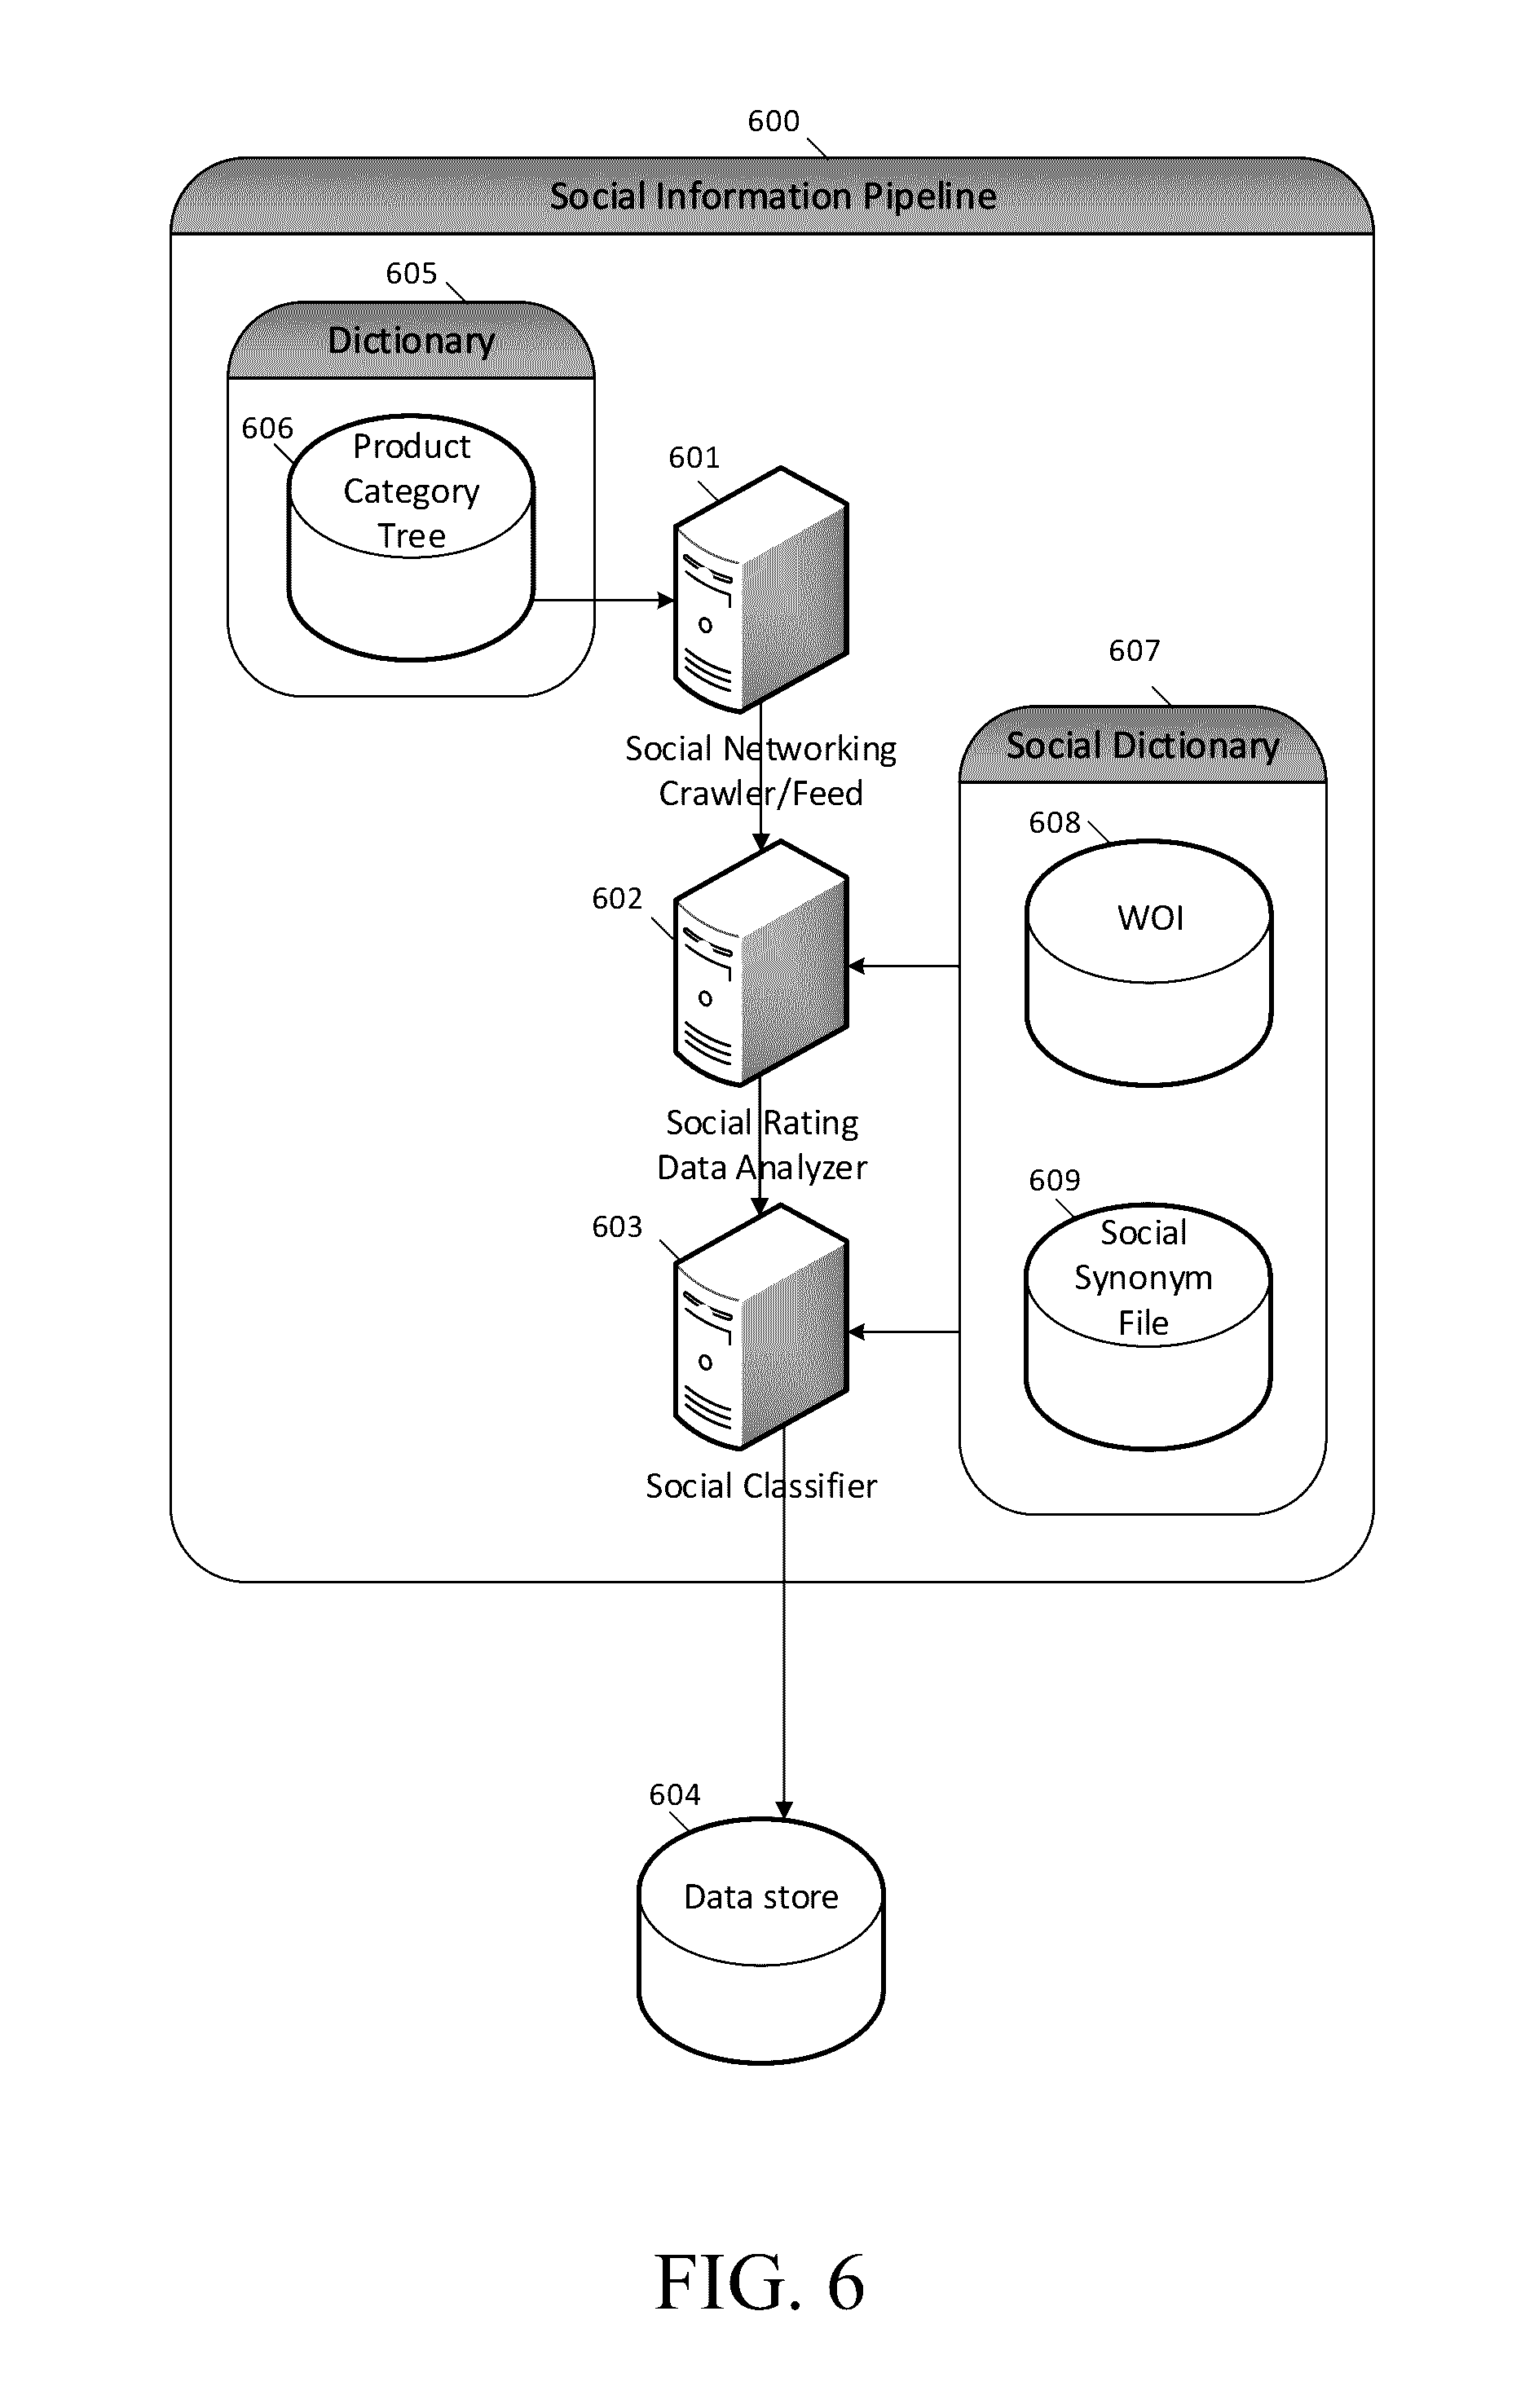 600
Social Information Pipeline
605
Dictionary
606
Product
Category
Tree
601
Social Networking
Crawler/Feed
607
Social Dictionary
608
WOI
602
Social Rating
Data Analyzer
609
Social
Synonym
File
603
Social Classifier
604
Data store
FIG. 6